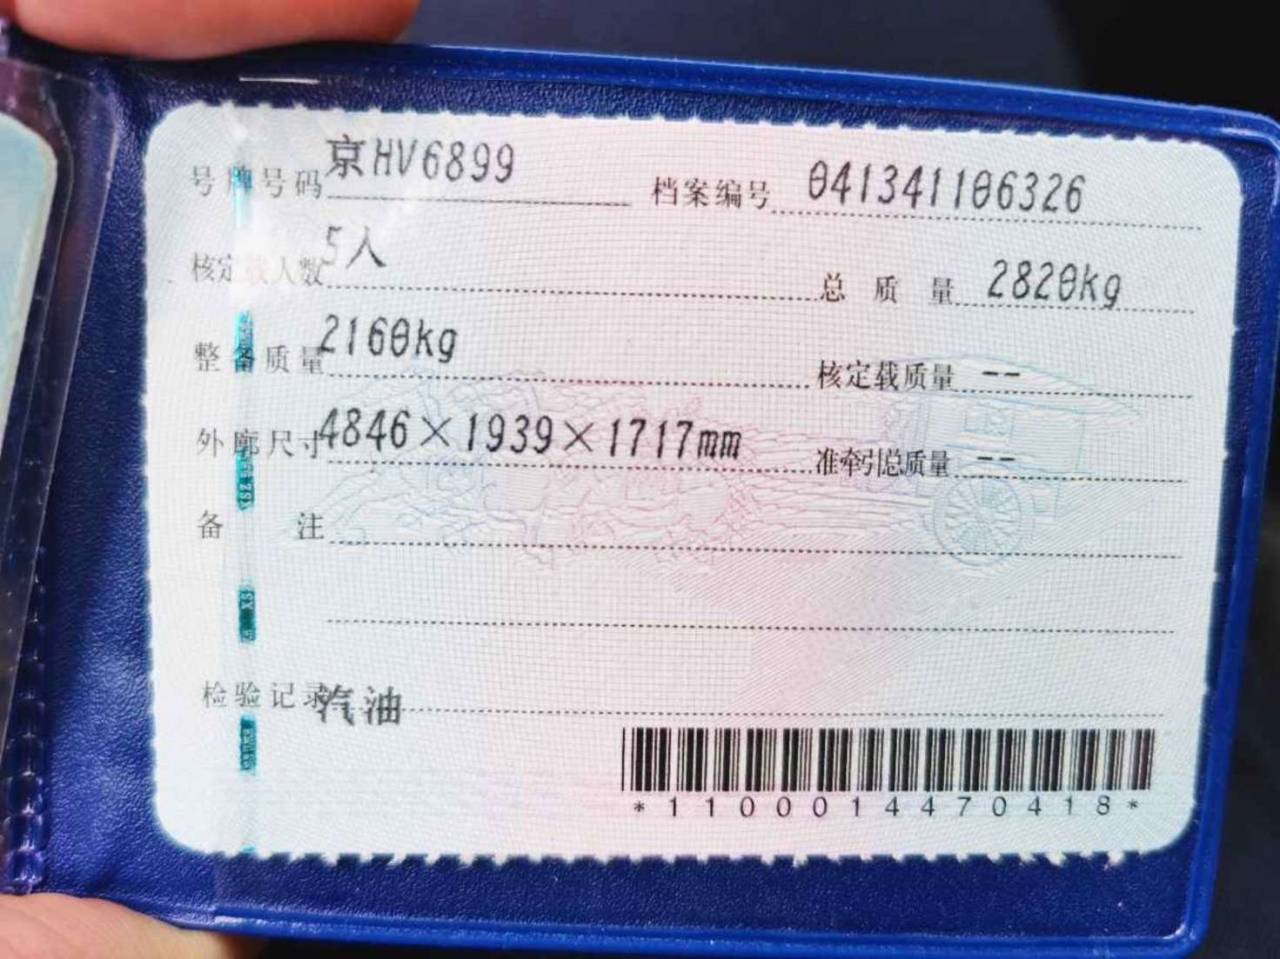 号牌号码 京HV6899 档案编号 041341106326
核定载人数 5人 总质量 2820kg
整备质量 2160kg 核定载质量 --
外廓尺寸 4846×1939×1717mm 准牵引总质量 --
备注
检验记录 汽油
*1100014470418*